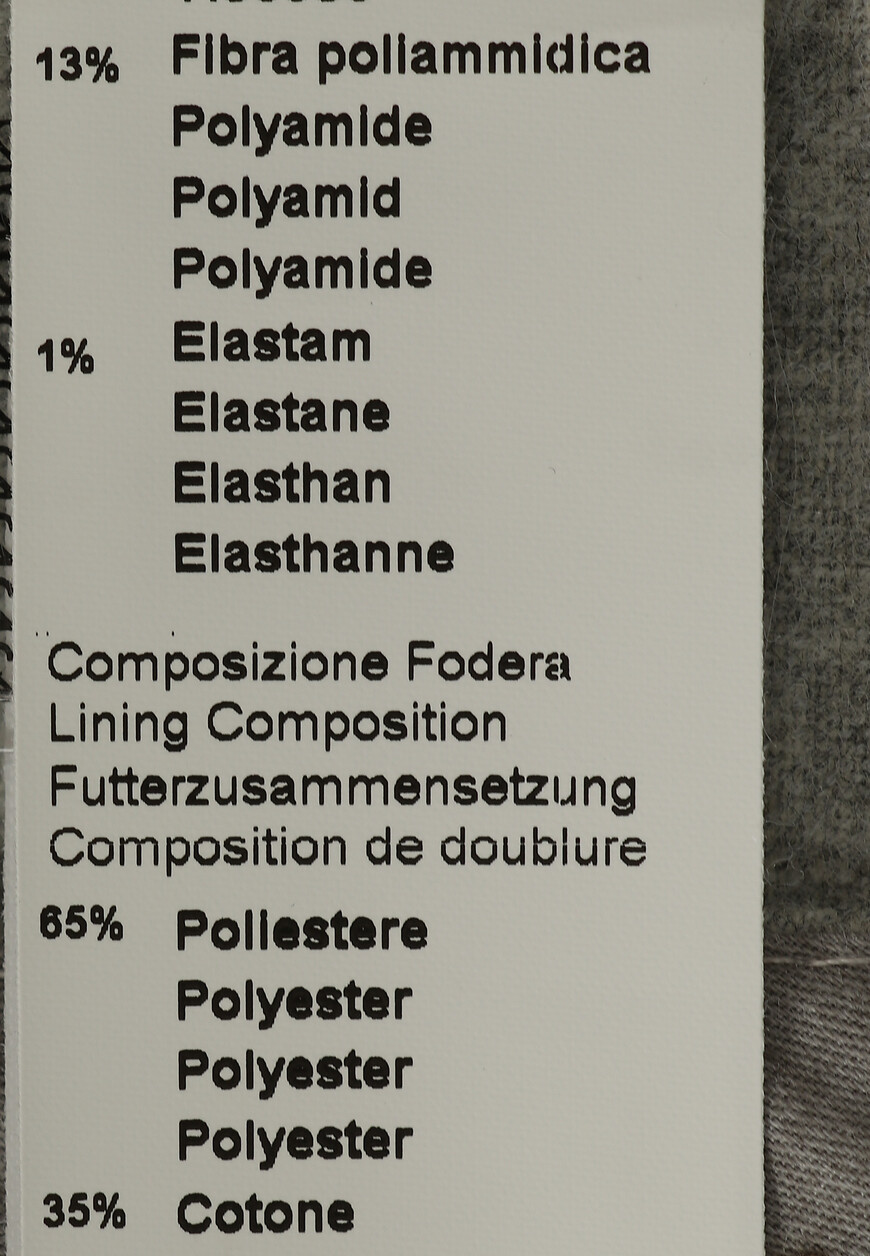 13% Fibra poliammidica
Polyamide
Polyamid
Polyamide
1% Elastam
Elastane
Elasthan
Elasthanne
Composizione Fodera
Lining Composition
Futterzusammensetzung
Composition de doublure
65% Poliestere
Polyester
Polyester
Polyester
35% Cotone